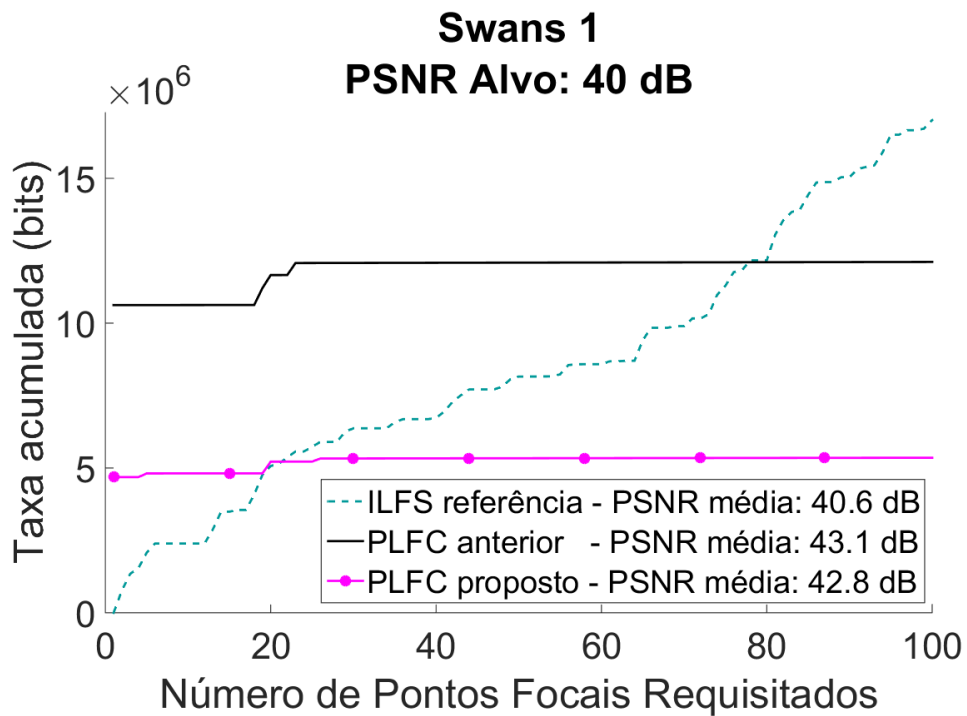 Swans 1
PSNR Alvo: 40 dB
×10⁶
15
10
5
0
Taxa acumulada (bits)
ILFS referência - PSNR média: 40.6 dB
PLFC anterior - PSNR média: 43.1 dB
PLFC proposto - PSNR média: 42.8 dB
0 20 40 60 80 100
Número de Pontos Focais Requisitados